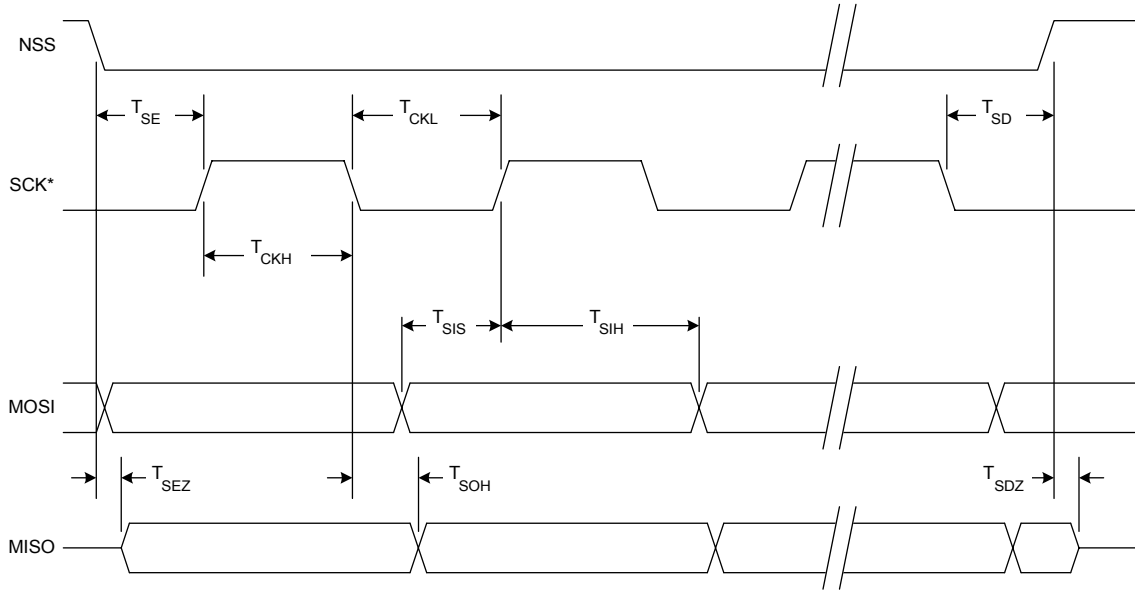 NSS
T_SE
T_CKL
T_SD
SCK*
T_CKH
T_SIS
T_SIH
MOSI
T_SEZ
T_SOH
T_SDZ
MISO